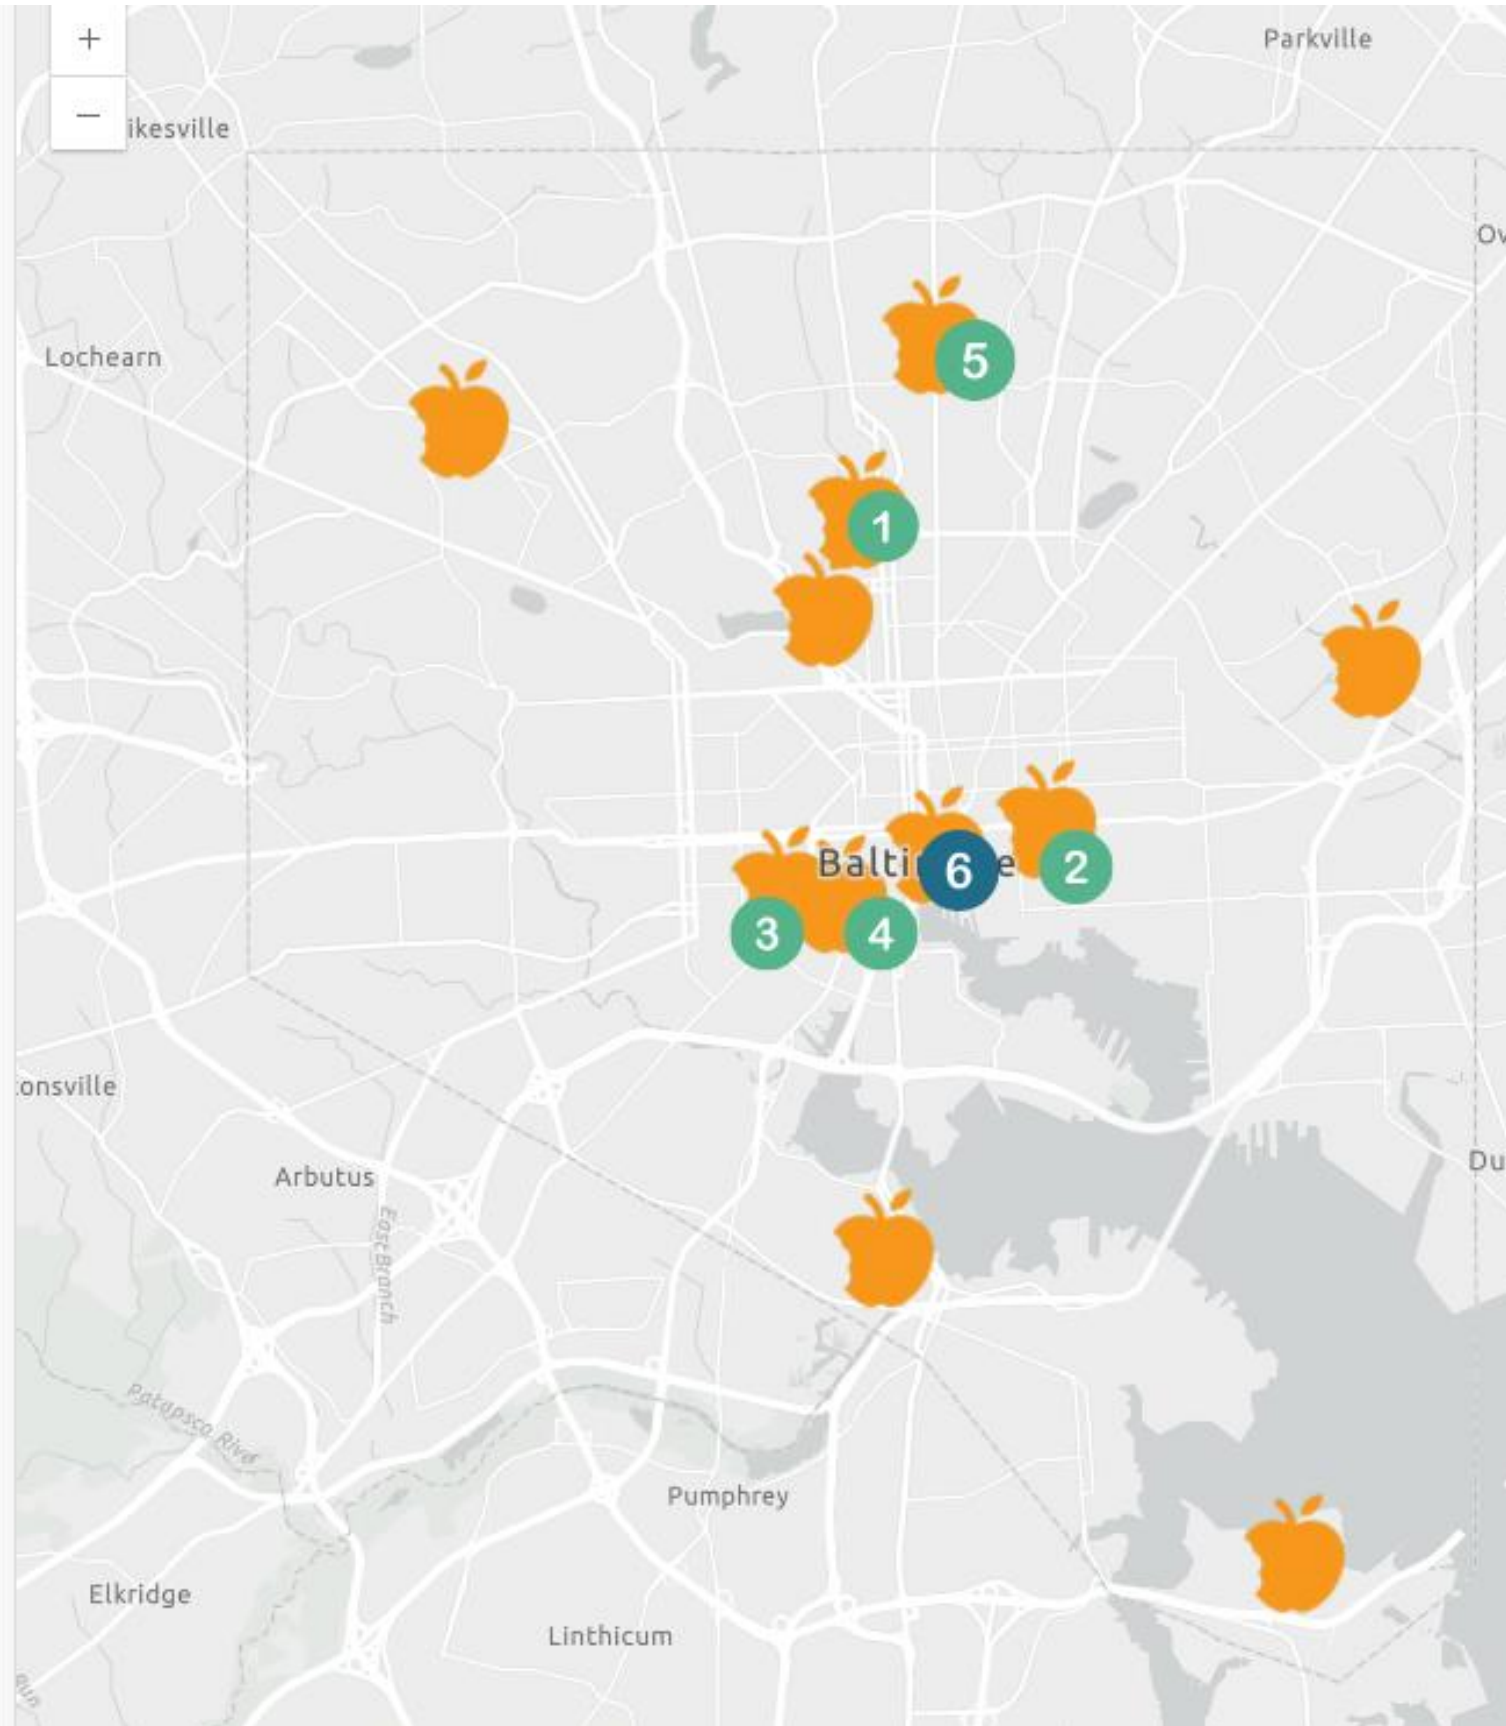 +
Parkville
−
ikesville
Ov
Lochearn
5
1
Balti
e
6
2
3
4
onsville
Du
Arbutus
East Branch
Patapsco River
Pumphrey
Elkridge
Linthicum
Run